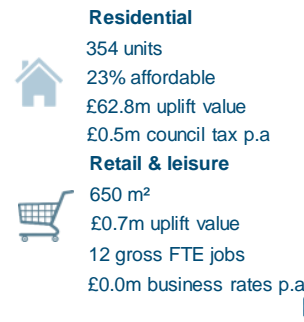 Residential
354 units
23% affordable
£62.8m uplift value
£0.5m council tax p.a
Retail & leisure
650 m²
£0.7m uplift value
12 gross FTE jobs
£0.0m business rates p.a